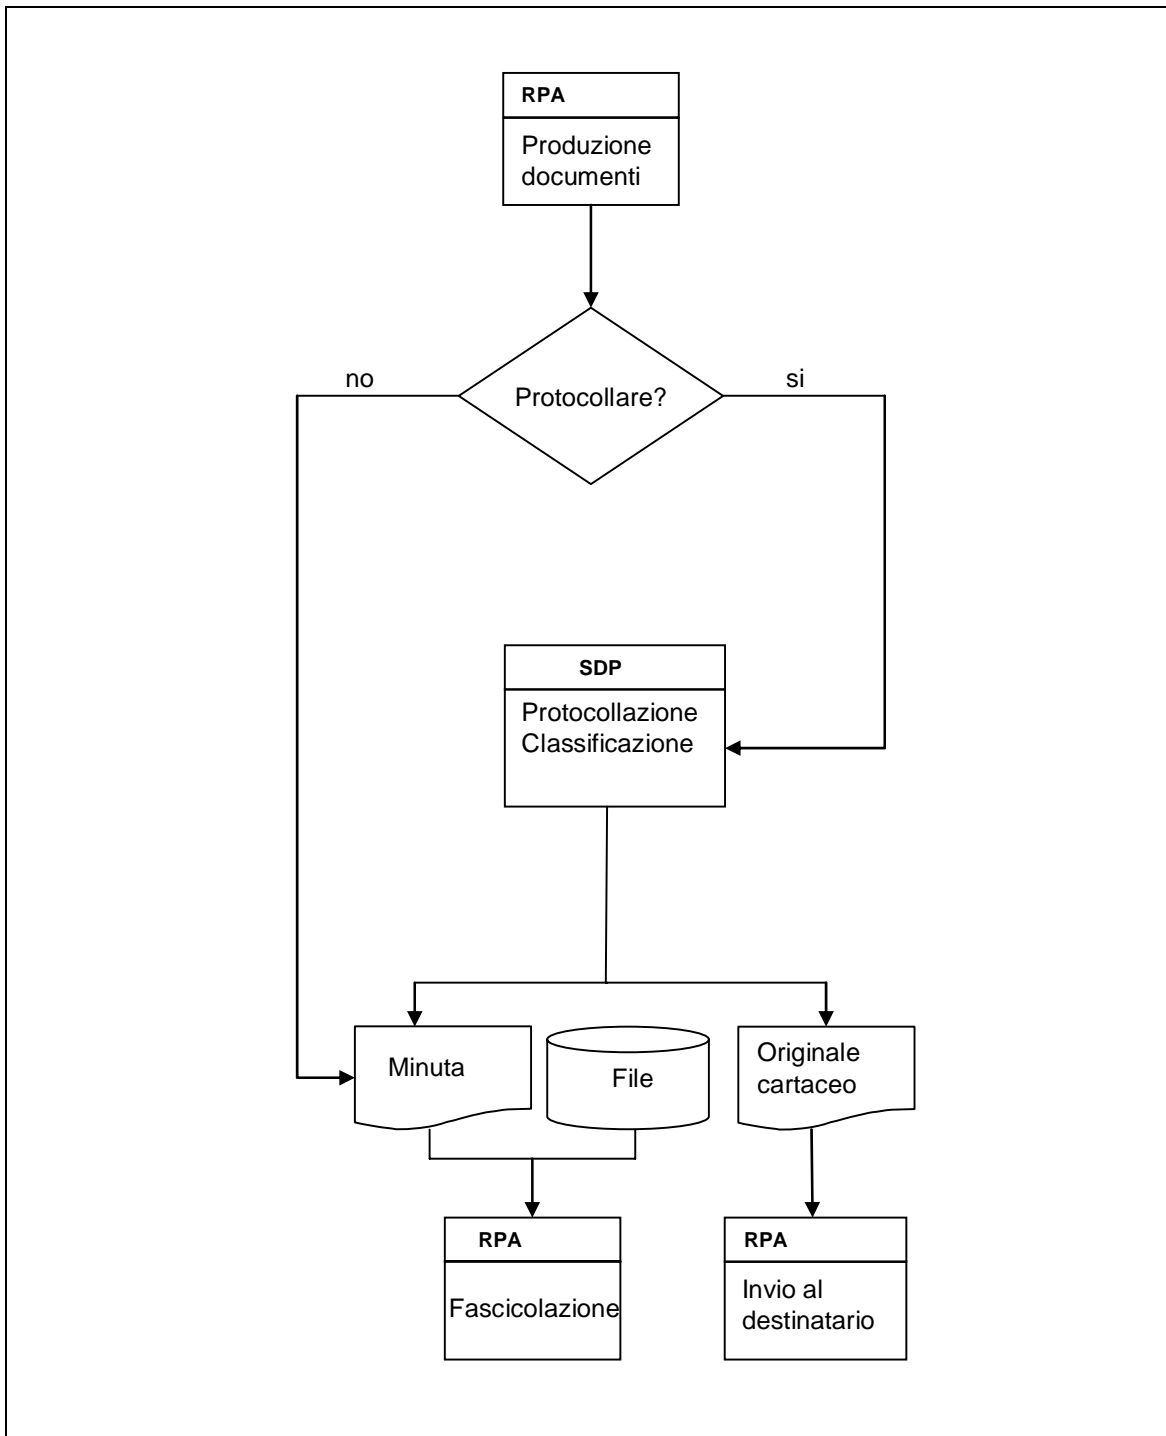 RPA
Produzione
documenti
no
si
Protocollare?
SDP
Protocollazione
Classificazione
Minuta
File
Originale
cartaceo
RPA
Fascicolazione
RPA
Invio al
destinatario